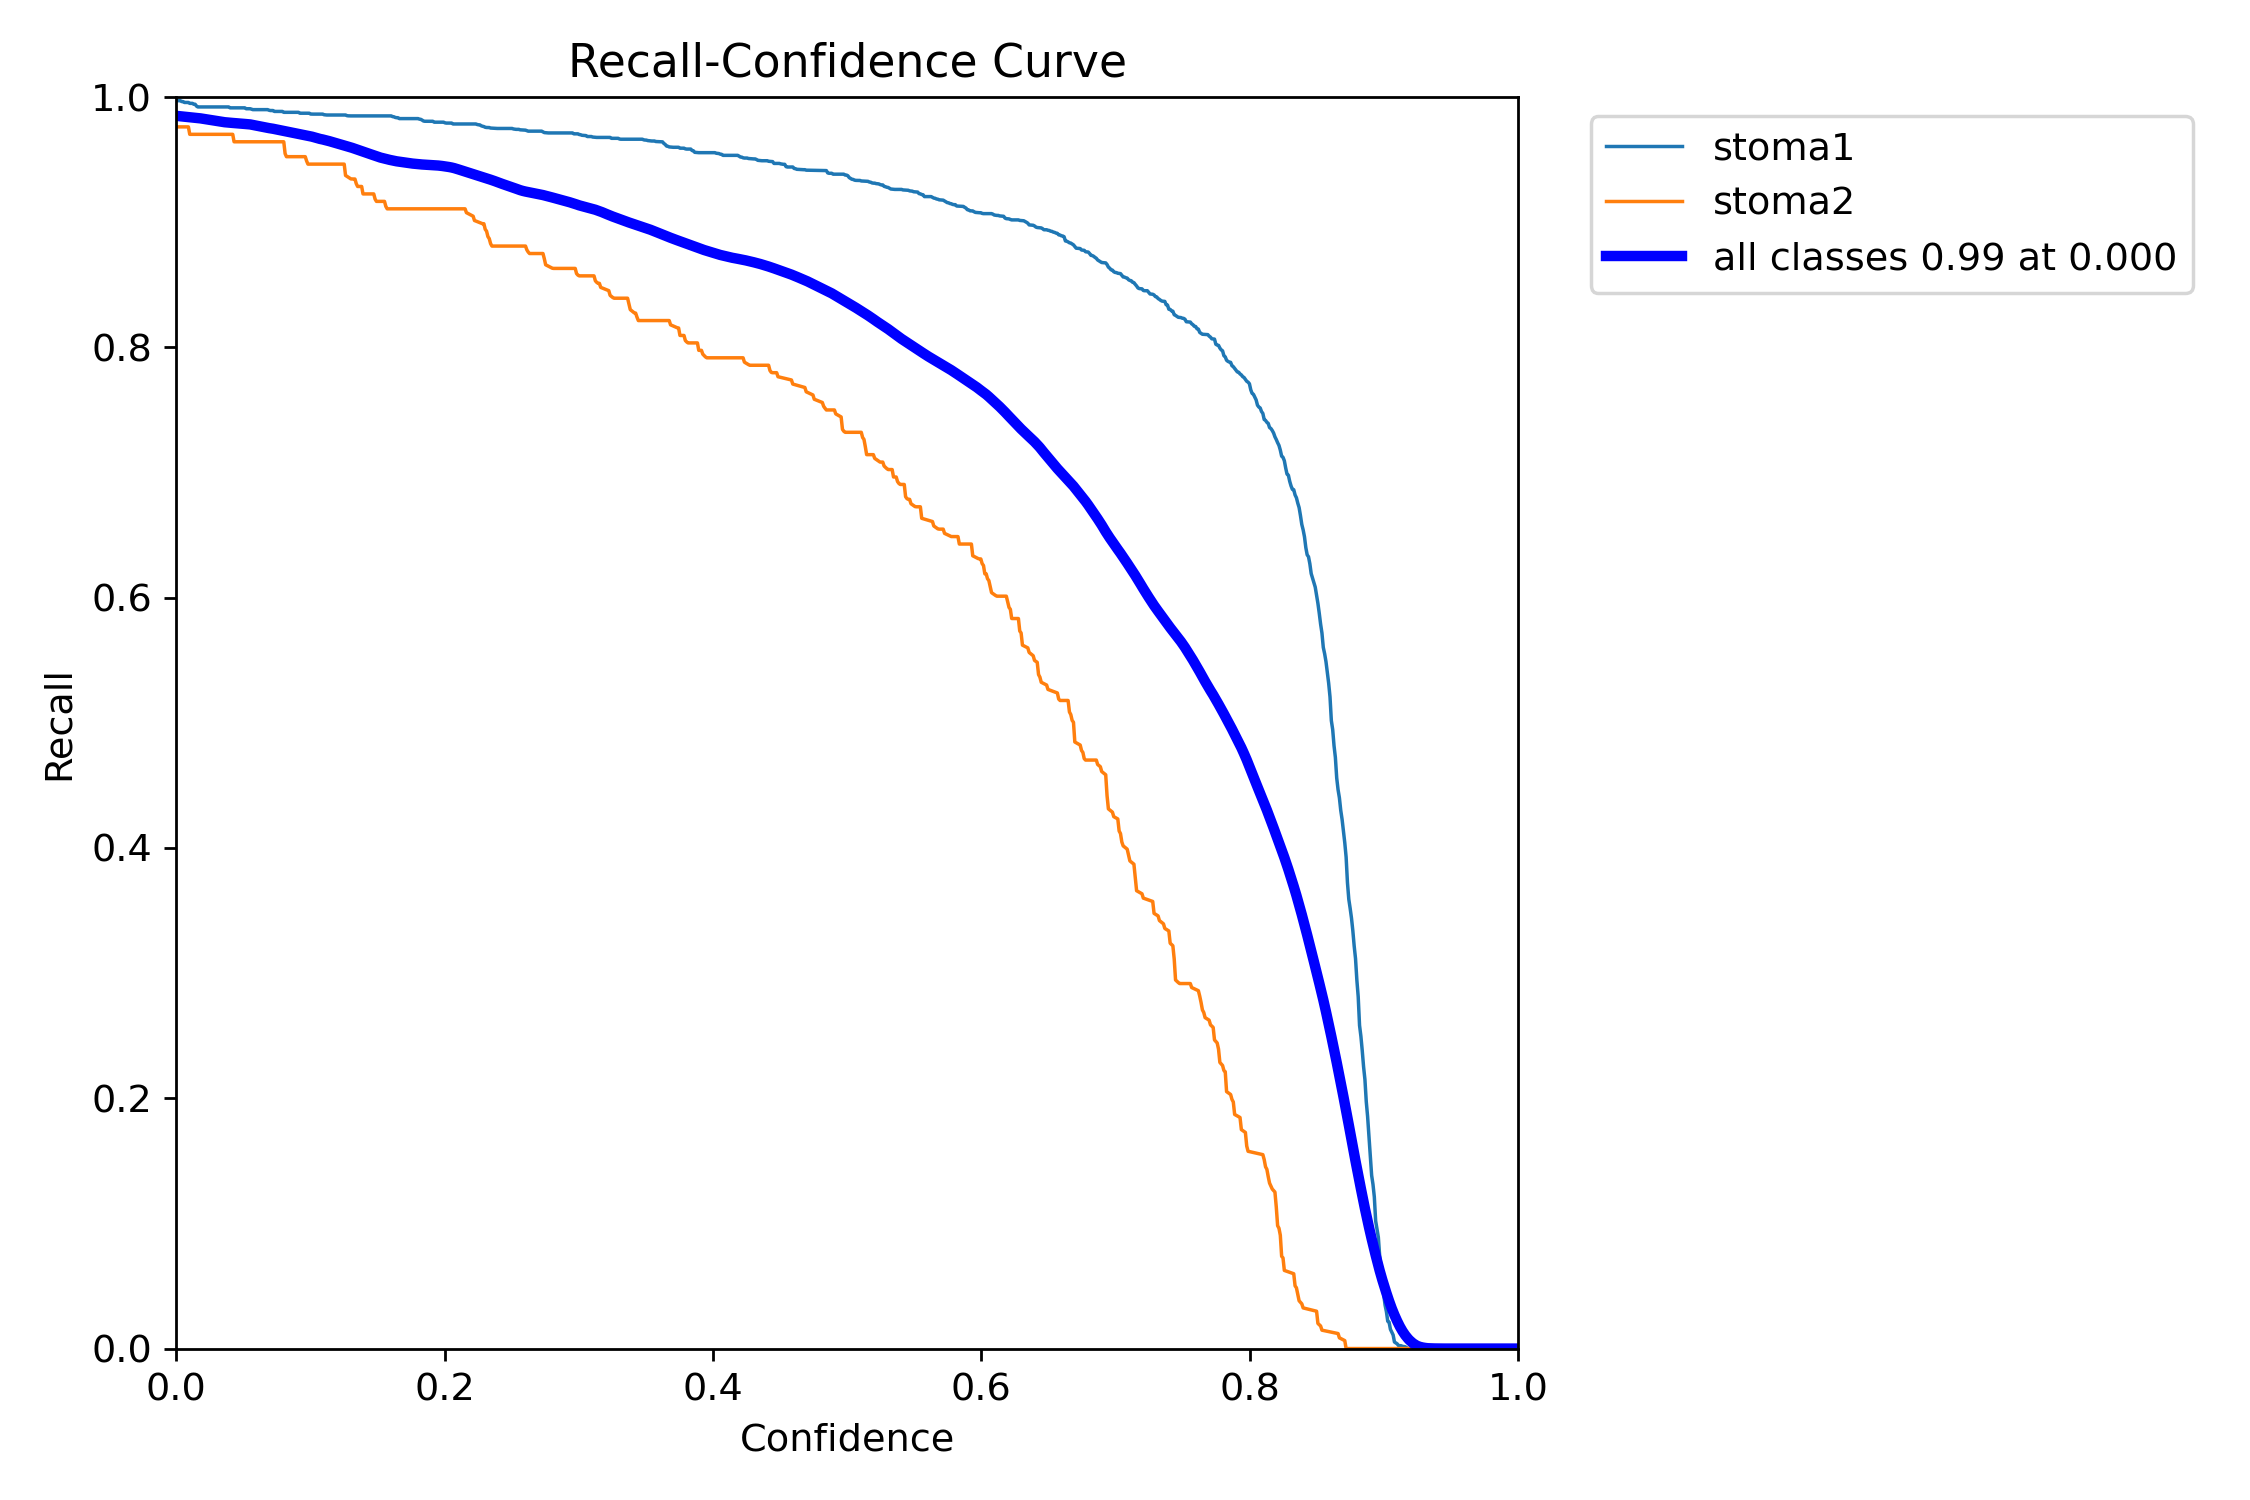 Recall-Confidence Curve
1.0
0.8
0.6
0.4
0.2
0.0
Recall
0.0 0.2 0.4 0.6 0.8 1.0
Confidence
stoma1
stoma2
all classes 0.99 at 0.000